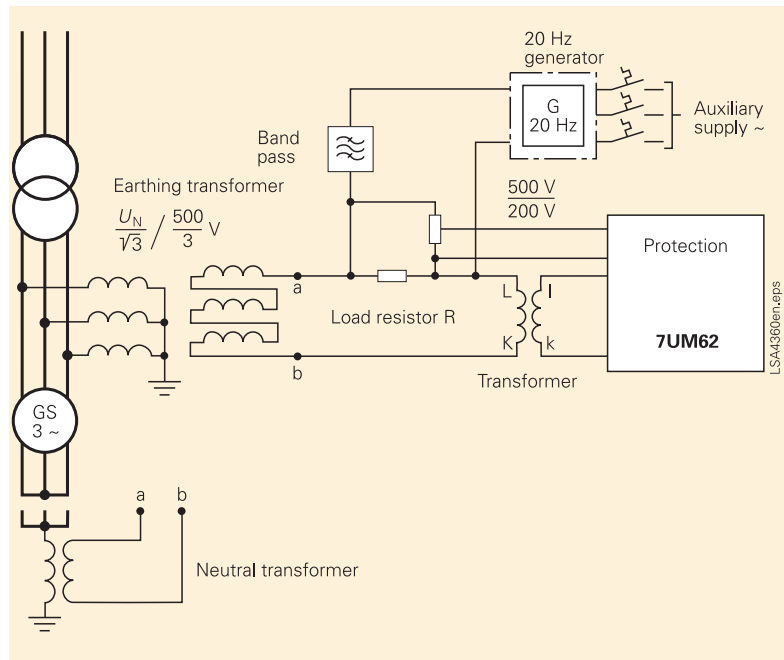 20 Hz
generator
G
20 Hz
Auxiliary
supply ~
Band
pass
Earthing transformer
U_N/√3 / 500/3 V
500 V
200 V
Protection
7UM62
a
Load resistor R
L
l
K
k
b
Transformer
GS
3 ~
a
b
Neutral transformer
LSA4360en.eps